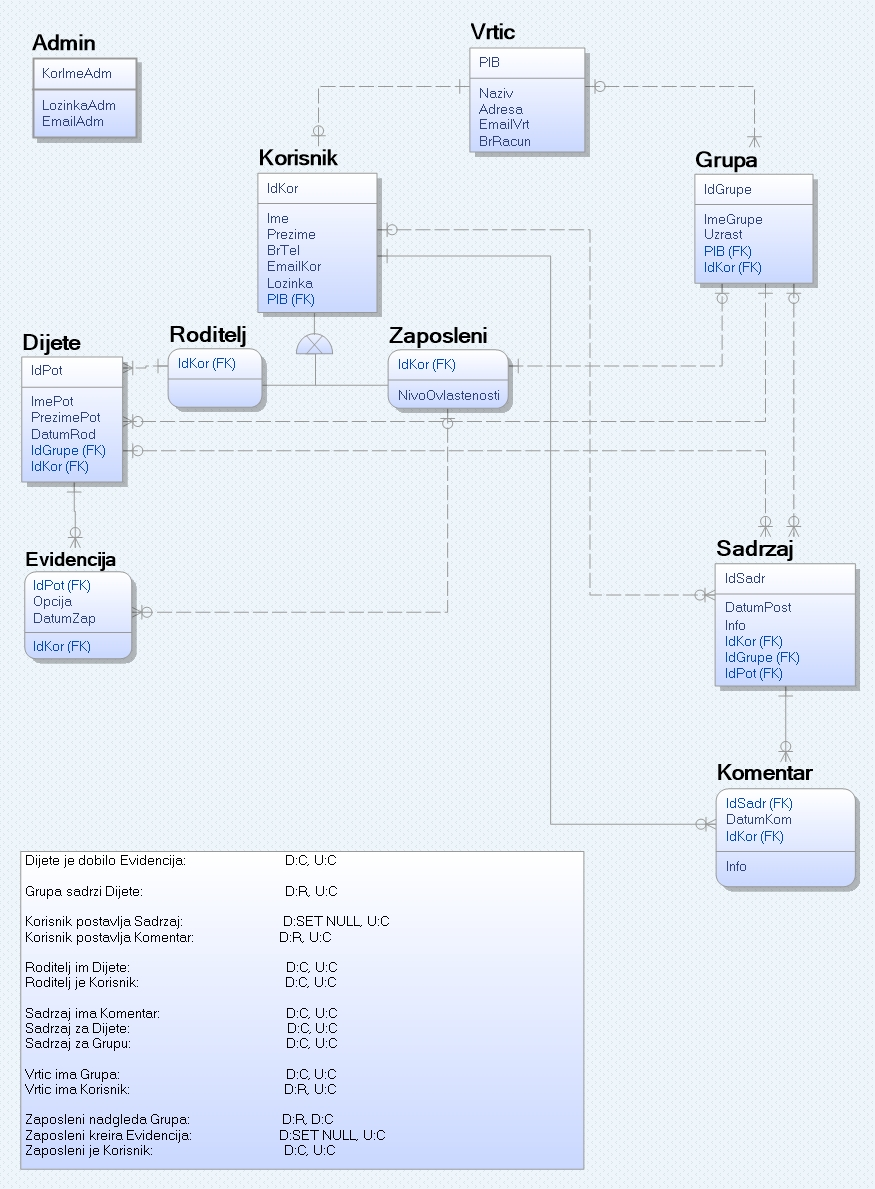 Admin
KorImeAdm
LozinkaAdm
EmailAdm
Vrtic
PIB
Naziv
Adresa
EmailVrt
BrRacun
Korisnik
IdKor
Ime
Prezime
BrTel
EmailKor
Lozinka
PIB (FK)
Grupa
IdGrupe
ImeGrupe
Uzrast
PIB (FK)
IdKor (FK)
Dijete
IdPot
ImePot
PrezimePot
DatumRod
IdGrupe (FK)
IdKor (FK)
Roditelj
IdKor (FK)
Zaposleni
IdKor (FK)
NivoOvlastenosti
Evidencija
IdPot (FK)
Opcija
DatumZap
IdKor (FK)
Sadrzaj
IdSadr
DatumPost
Info
IdKor (FK)
IdGrupe (FK)
IdPot (FK)
Komentar
IdSadr (FK)
DatumKom
IdKor (FK)
Info
Dijete je dobilo Evidencija: D:C, U:C
Grupa sadrzi Dijete: D:R, U:C
Korisnik postavlja Sadrzaj: D:SET NULL, U:C
Korisnik postavlja Komentar: D:R, U:C
Roditelj im Dijete: D:C, U:C
Roditelj je Korisnik: D:C, U:C
Sadrzaj ima Komentar: D:C, U:C
Sadrzaj za Dijete: D:C, U:C
Sadrzaj za Grupu: D:C, U:C
Vrtic ima Grupa: D:C, U:C
Vrtic ima Korisnik: D:R, U:C
Zaposleni nadgleda Grupa: D:R, D:C
Zaposleni kreira Evidencija: D:SET NULL, U:C
Zaposleni je Korisnik: D:C, U:C